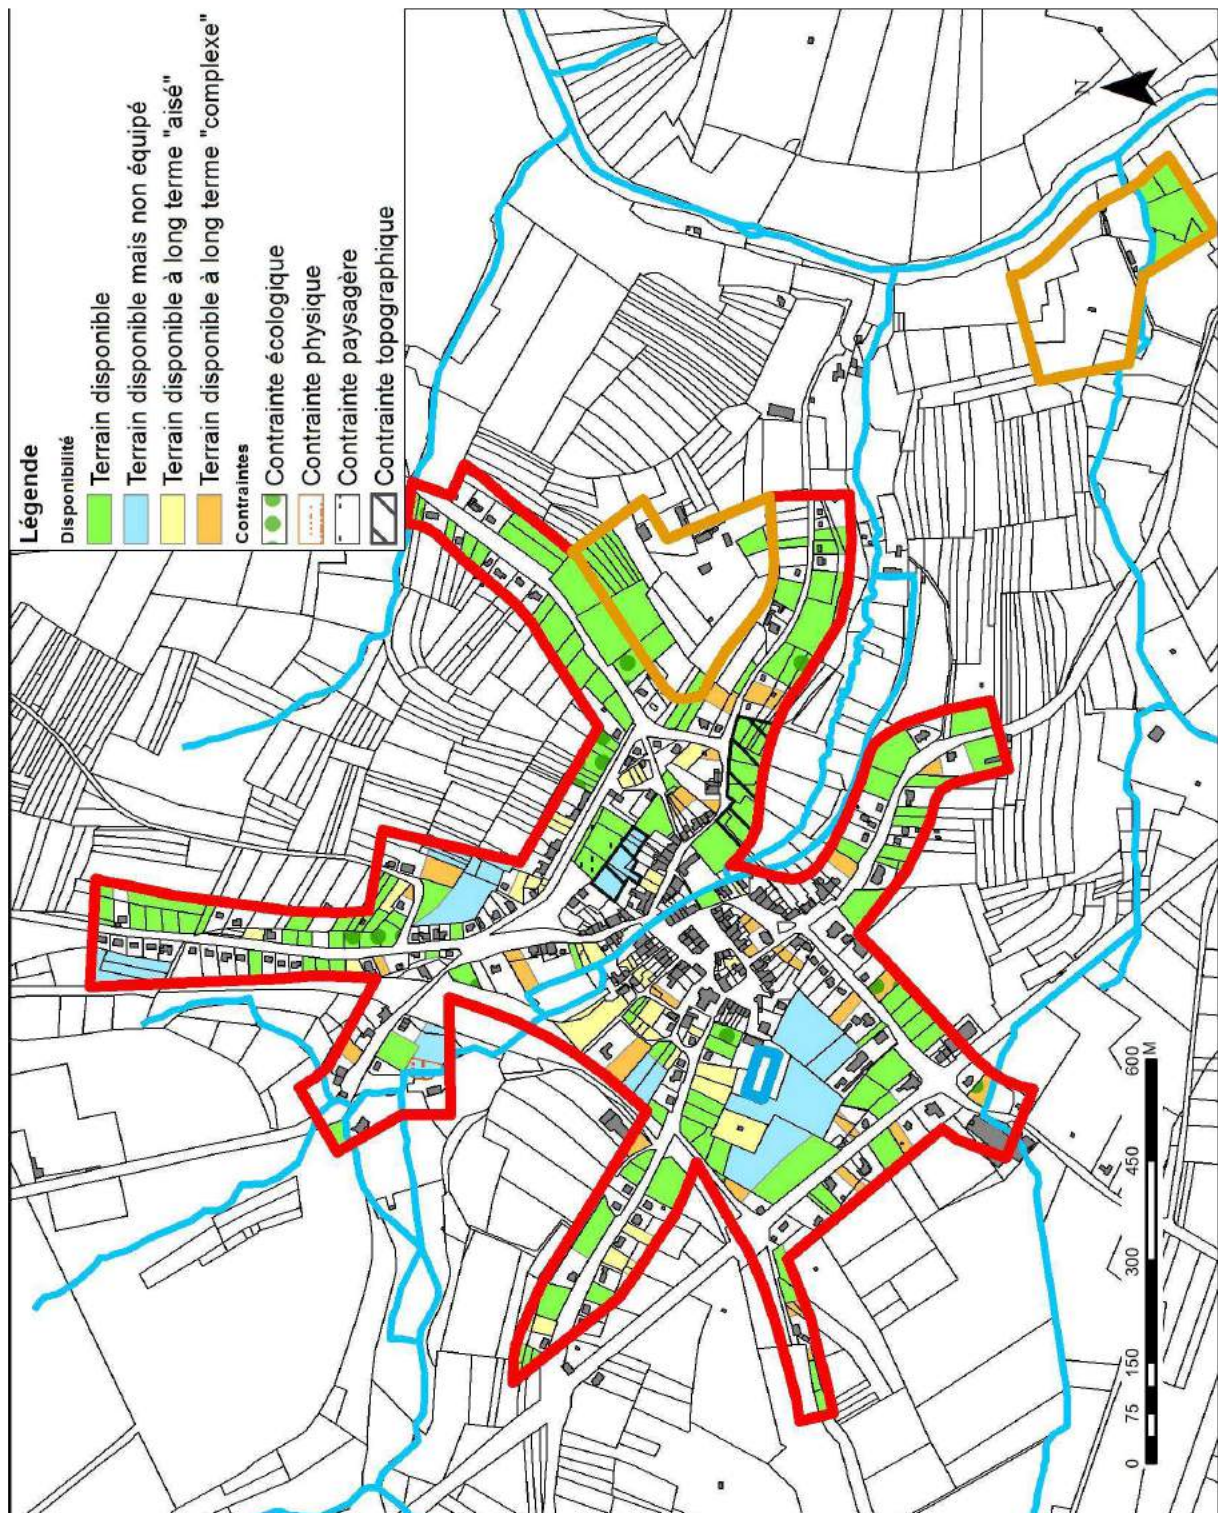 Légende
Disponibilité
Terrain disponible
Terrain disponible mais non équipé
Terrain disponible à long terme "aisé"
Terrain disponible à long terme "complexe"
Contraintes
Contrainte écologique
Contrainte physique
Contrainte paysagère
Contrainte topographique
N
0 75 150 300 450 600
M